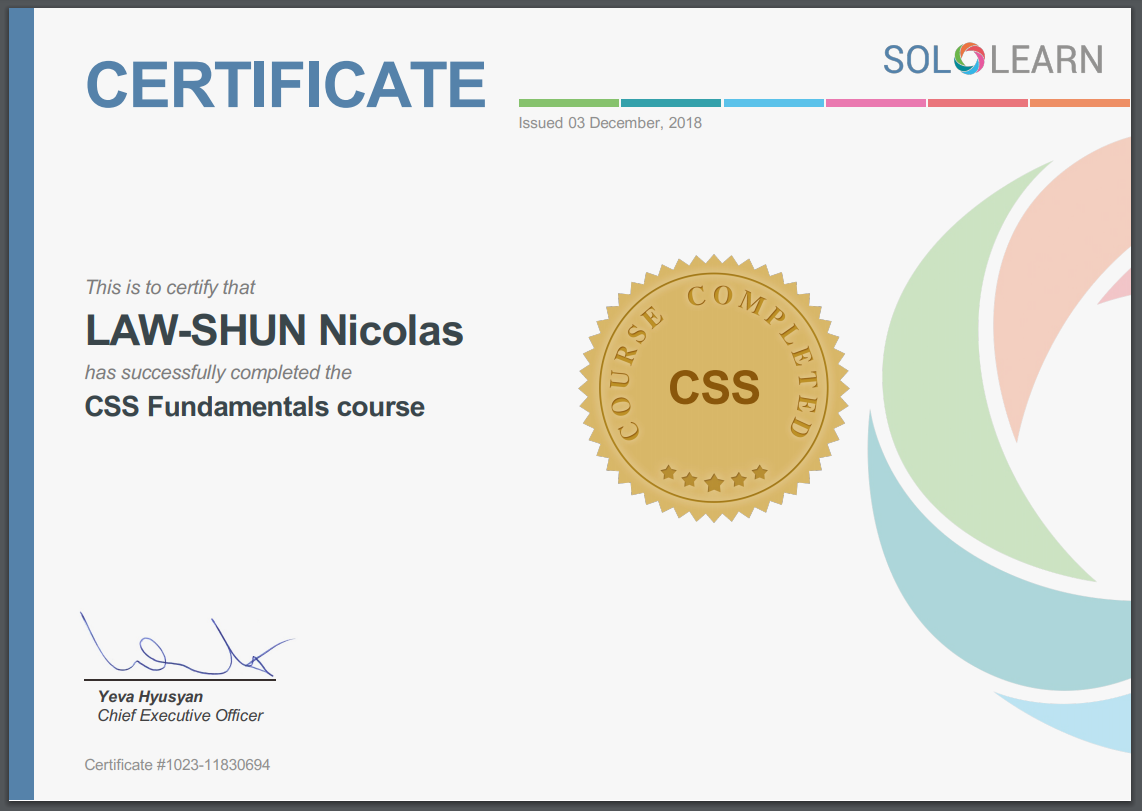 CERTIFICATE
SOLOLEARN
Issued 03 December, 2018
This is to certify that
LAW-SHUN Nicolas
has successfully completed the
CSS Fundamentals course
COURSE COMPLETED
CSS
Yeva Hyusyan
Chief Executive Officer
Certificate #1023-11830694